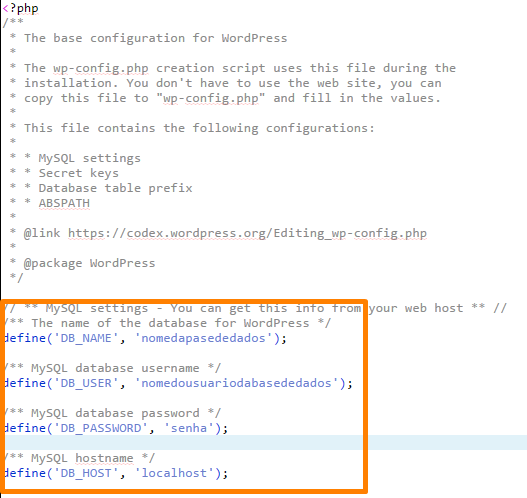 <?php
/**
 * The base configuration for WordPress
 *
 * The wp-config.php creation script uses this file during the
 * installation. You don't have to use the web site, you can
 * copy this file to "wp-config.php" and fill in the values.
 *
 * This file contains the following configurations:
 *
 * * MySQL settings
 * * Secret keys
 * * Database table prefix
 * * ABSPATH
 *
 * @link https://codex.wordpress.org/Editing_wp-config.php
 *
 * @package WordPress
 */
// ** MySQL settings - You can get this info from your web host ** //
/** The name of the database for WordPress */
define('DB_NAME', 'nomedapasededados');
/** MySQL database username */
define('DB_USER', 'nomedousuariodabasededados');
/** MySQL database password */
define('DB_PASSWORD', 'senha');
/** MySQL hostname */
define('DB_HOST', 'localhost');